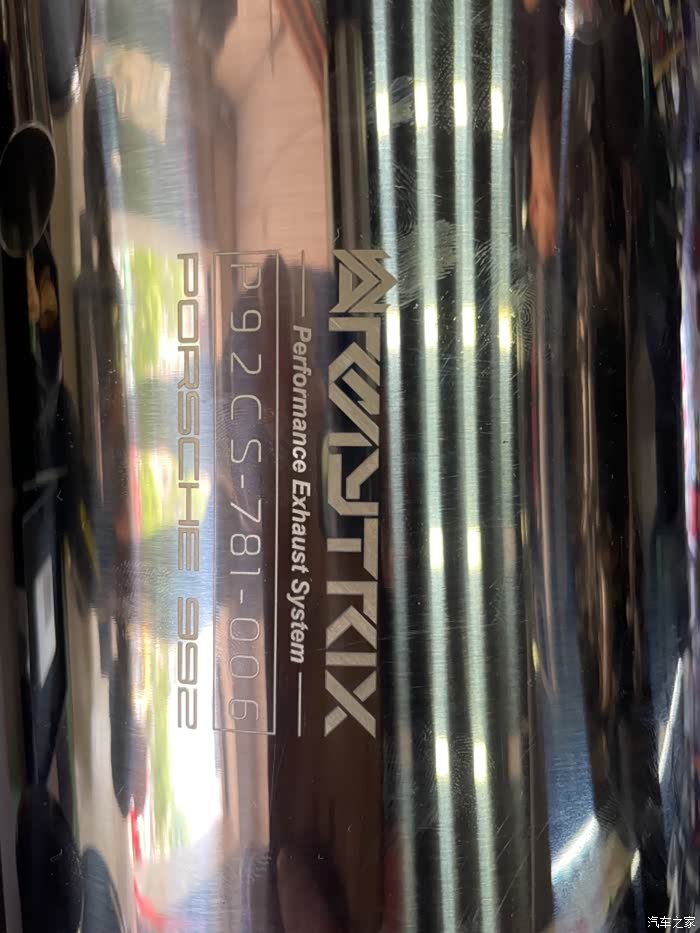 ARMYTRIX
Performance Exhaust System
P92CS-781-006
PORSCHE 992
汽车之家